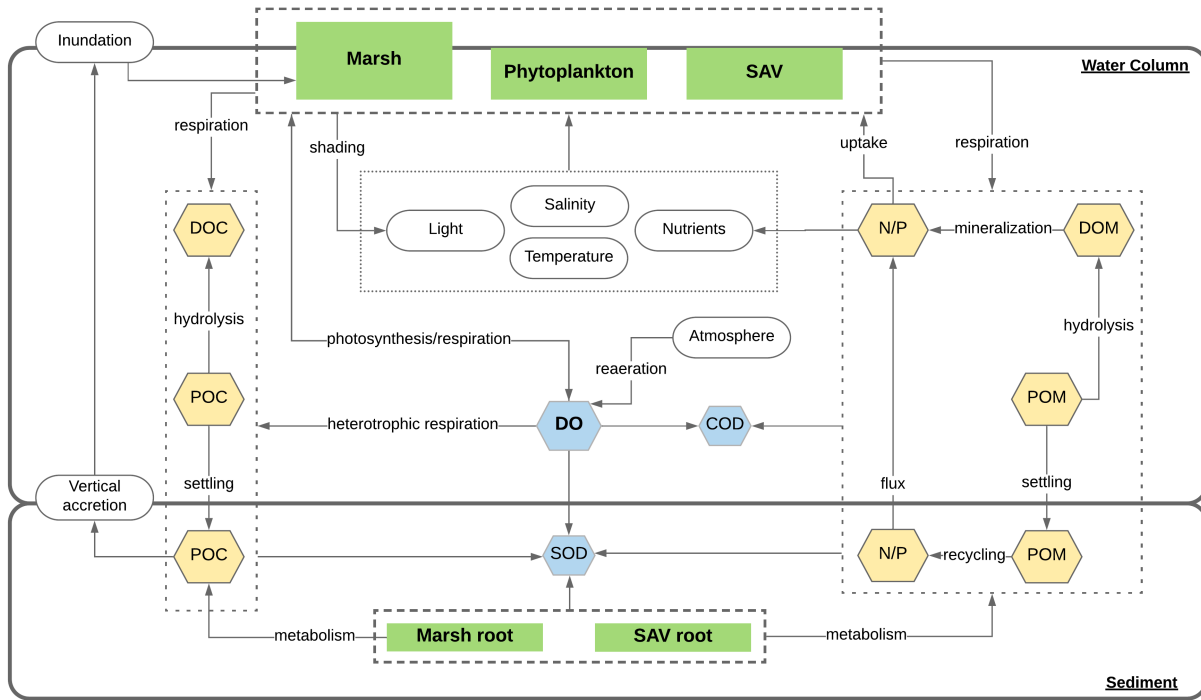 Inundation
Marsh
Phytoplankton
SAV
Water Column
respiration
shading
uptake
respiration
DOC
Light
Salinity
Temperature
Nutrients
N/P
mineralization
DOM
hydrolysis
photosynthesis/respiration
Atmosphere
reaeration
hydrolysis
POC
DO
COD
POM
heterotrophic respiration
settling
flux
settling
Vertical
accretion
POC
SOD
N/P
recycling
POM
metabolism
Marsh root
SAV root
metabolism
Sediment